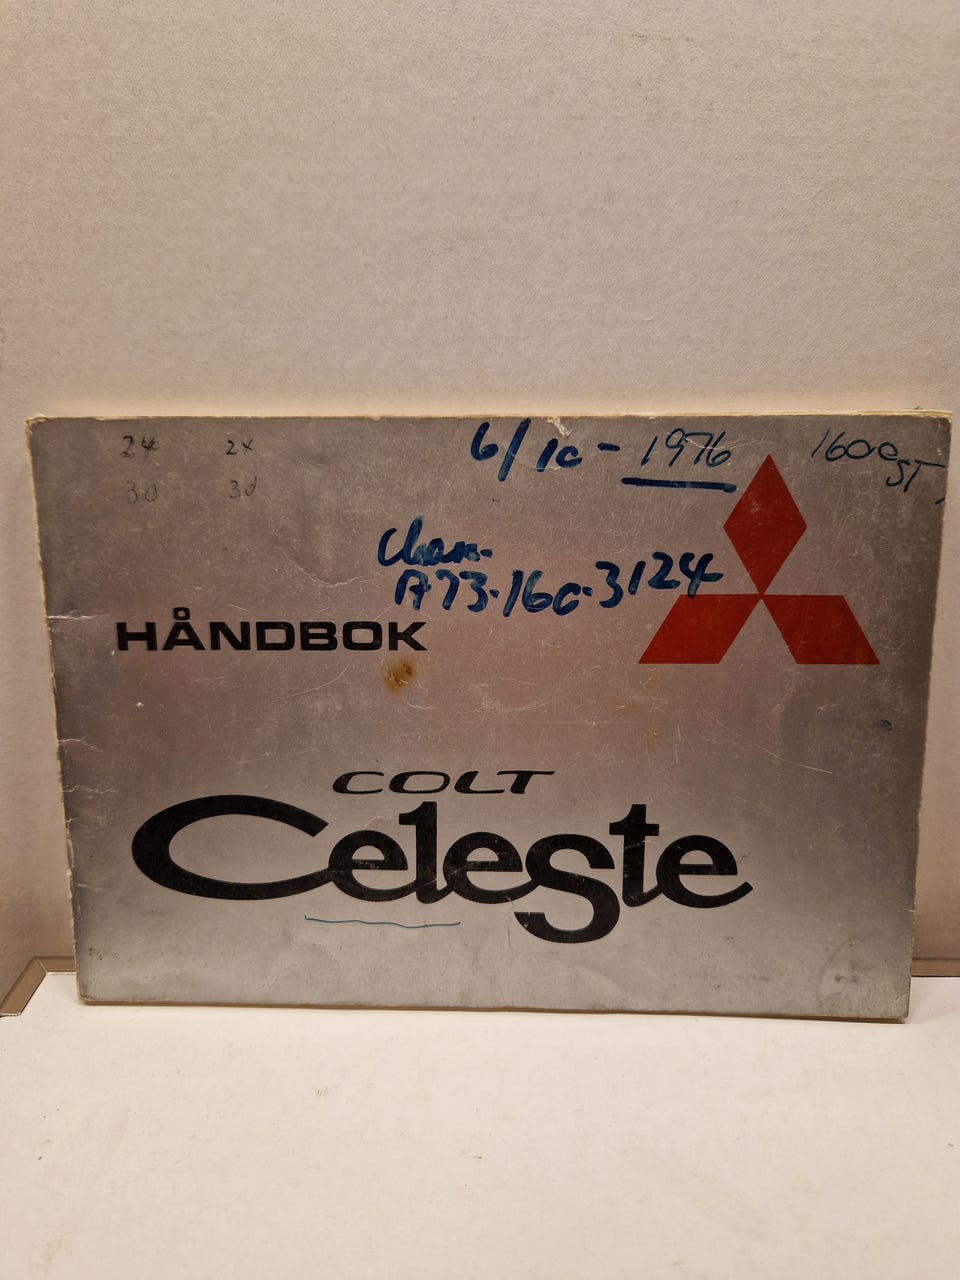 24 2x
30 30
6/10 - 1976
1600 ST
Chass.
A73·160·3124
HÅNDBOK
COLT
Celeste